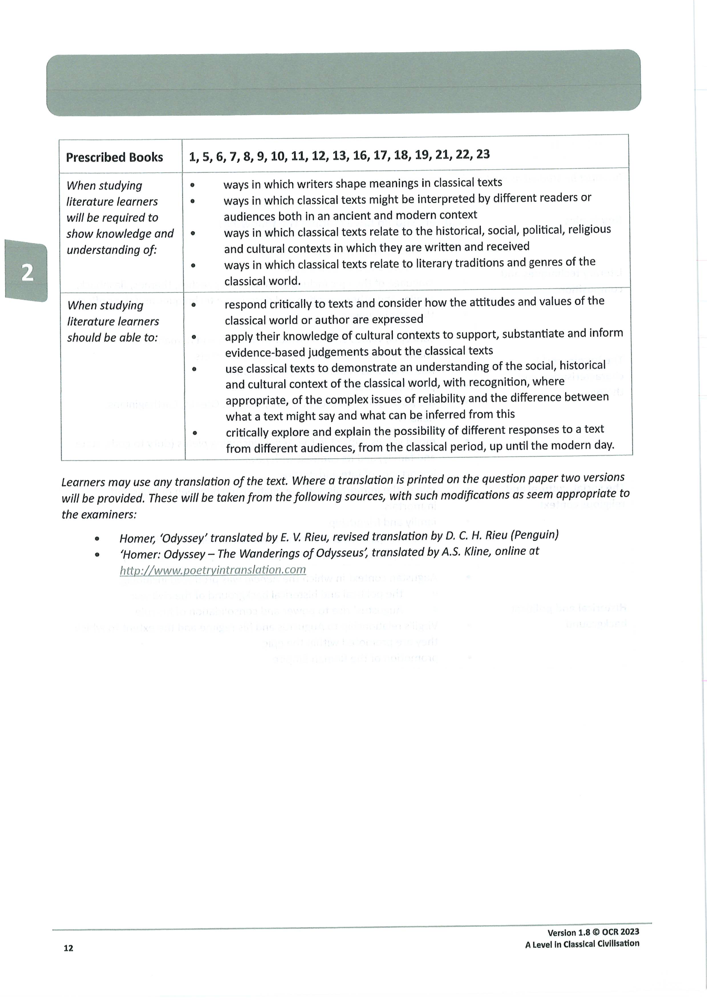 Prescribed Books
1, 5, 6, 7, 8, 9, 10, 11, 12, 13, 16, 17, 18, 19, 21, 22, 23
When studying
literature learners
will be required to
show knowledge and
understanding of:
• ways in which writers shape meanings in classical texts
• ways in which classical texts might be interpreted by different readers or
audiences both in an ancient and modern context
• ways in which classical texts relate to the historical, social, political, religious
and cultural contexts in which they are written and received
• ways in which classical texts relate to literary traditions and genres of the
classical world.
2
When studying
literature learners
should be able to:
• respond critically to texts and consider how the attitudes and values of the
classical world or author are expressed
• apply their knowledge of cultural contexts to support, substantiate and inform
evidence-based judgements about the classical texts
• use classical texts to demonstrate an understanding of the social, historical
and cultural context of the classical world, with recognition, where
appropriate, of the complex issues of reliability and the difference between
what a text might say and what can be inferred from this
• critically explore and explain the possibility of different responses to a text
from different audiences, from the classical period, up until the modern day.
Learners may use any translation of the text. Where a translation is printed on the question paper two versions
will be provided. These will be taken from the following sources, with such modifications as seem appropriate to
the examiners:
• Homer, ‘Odyssey’ translated by E. V. Rieu, revised translation by D. C. H. Rieu (Penguin)
• ‘Homer: Odyssey – The Wanderings of Odysseus’, translated by A.S. Kline, online at
http://www.poetryintranslation.com
Version 1.8 © OCR 2023
A Level in Classical Civilisation
12